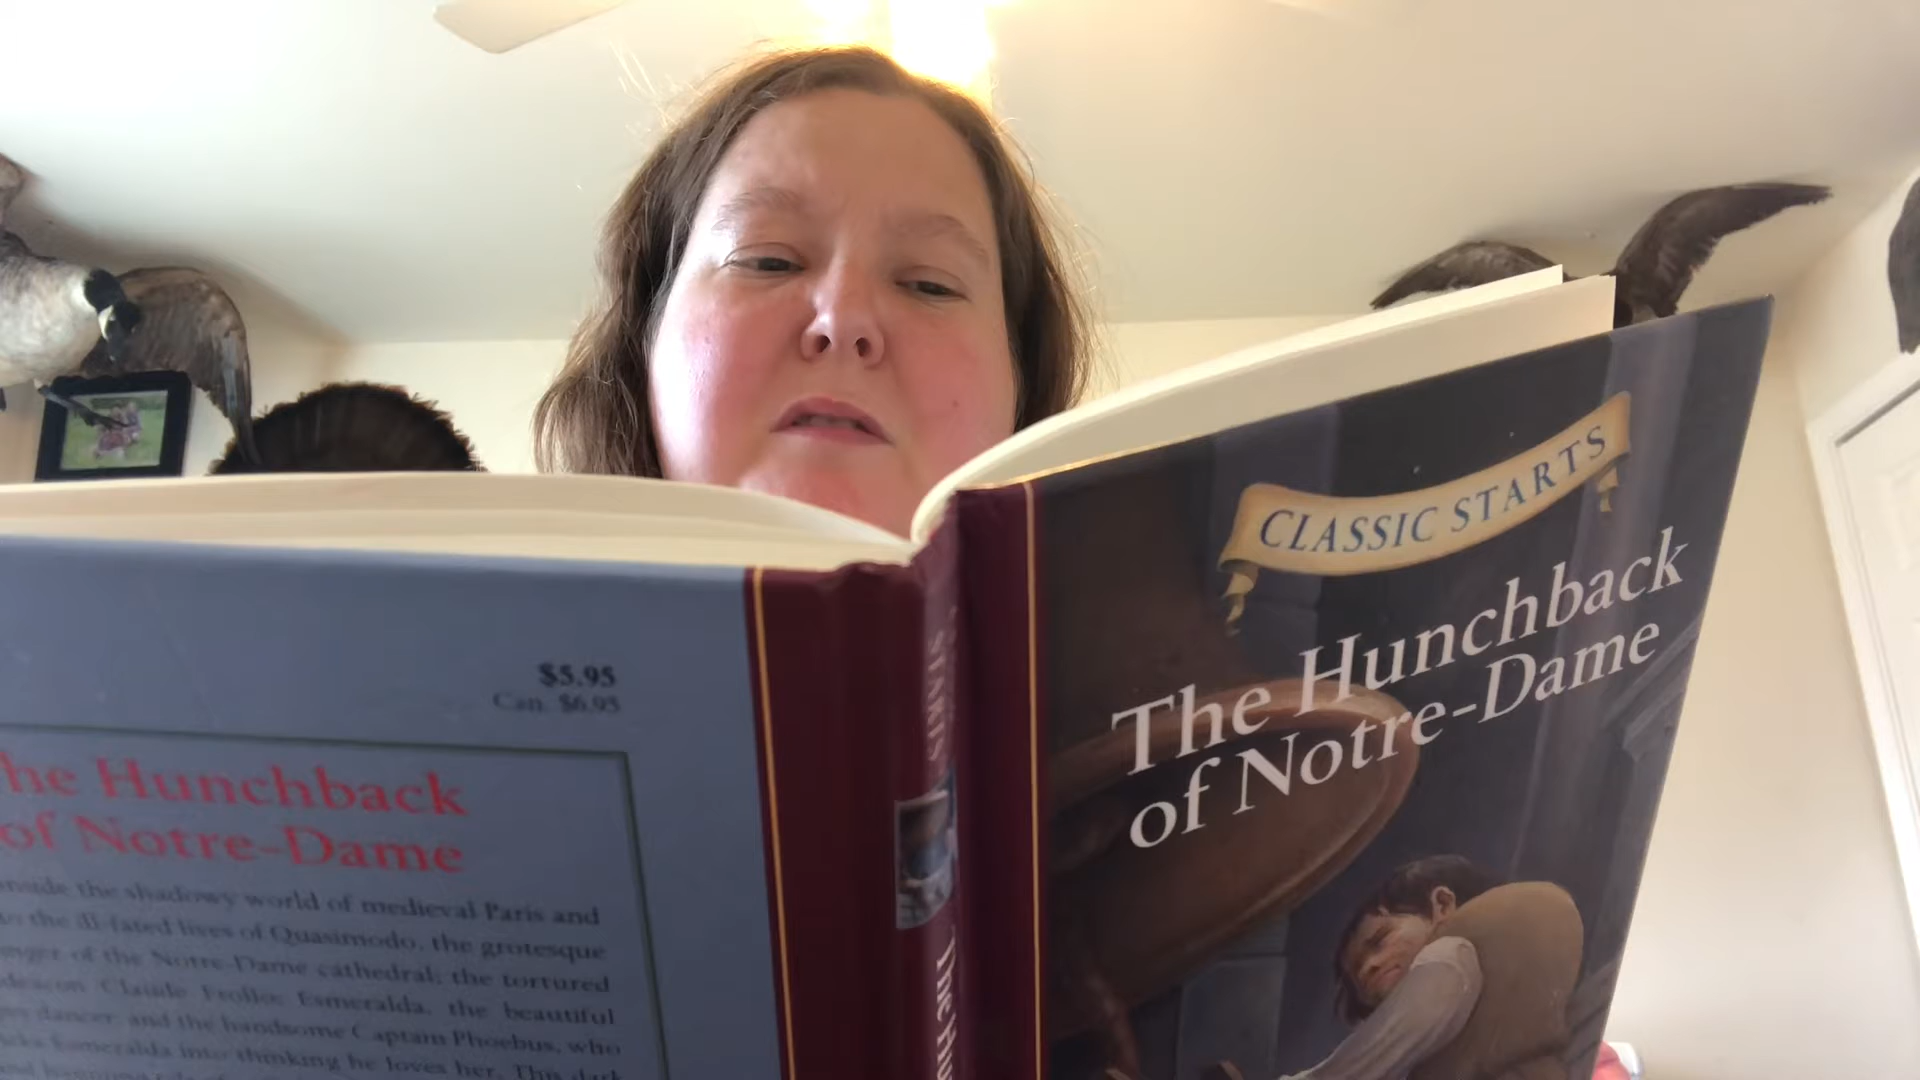 $5.95
Can. $6.95
he Hunchback
of Notre-Dame
the shadowy world of medieval Paris and
the ill-fated lives of Quasimodo, the grotesque
of the Notre-Dame cathedral; the tortured
Claude Frollo; Esmeralda, the beautiful
dancer; and the handsome Captain Phoebus, who
Esmeralda into thinking he loves her. This dark
STARTS
The Hu
CLASSIC STARTS
The Hunchback
of Notre-Dame